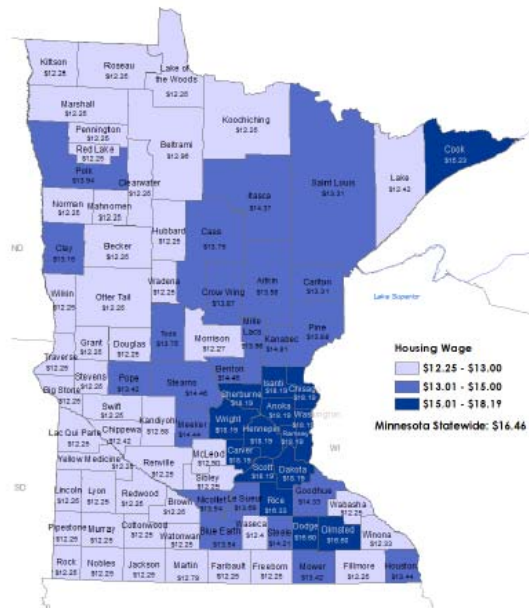 Kittson
$12.25
Roseau
$12.25
Lake of
the Woods
$12.25
Marshall
$12.25
Koochiching
$12.25
Pennington
$12.25
Red Lake
$12.25
Beltrami
$12.96
Polk
$13.94
Clearwater
$12.25
Cook
$15.23
Lake
$12.42
Saint Louis
$13.31
Itasca
$14.37
Norman
$12.25
Mahnomen
$12.25
Hubbard
$12.25
Cass
$13.79
ND
Clay
$13.15
Becker
$12.25
Wadena
$12.25
Crow Wing
$13.87
Aitkin
$13.56
Carlton
$13.31
Lake Superior
Wilkin
$12.25
Otter Tail
$12.25
Todd
$13.75
Morrison
$12.27
Mille
Lacs
$13.96
Kanabec
$14.81
Pine
Grant
$12.25
Douglas
$12.25
Traverse
$12.25
Stevens
$12.25
Pope
$13.42
Stearns
$14.46
Benton
$14.46
Isanti
$18.19
Chisago
$18.19
Big Stone
$12.25
Swift
$12.25
Sherburne
$18.19
Anoka
$18.19
Washington
$18.19
Housing Wage
$12.25 - $13.00
$13.01 - $15.00
$15.01 - $18.19
Minnesota Statewide: $16.46
Lac Qui Parle
Chippewa
$12.25
Kandiyohi
$12.98
Meeker
$14.44
Wright
$18.19
Hennepin
$18.19
Ramsey
$18.19
WI
Yellow Medicine
$12.25
Renville
$12.25
McLeod
$12.90
Carver
$18.19
Scott
$18.19
Dakota
$18.19
Sibley
$12.25
SD
Lincoln
$12.25
Lyon
$12.25
Redwood
$12.25
Brown
$12.25
Nicollet
$13.54
Le Sueur
Rice
Goodhue
$14.33
Wabasha
$12.25
Pipestone
$12.25
Murray
$12.25
Cottonwood
$12.25
Watonwan
$12.25
Blue Earth
$13.54
Waseca
$12.4
Steele
$14.21
Dodge
$16.60
Olmsted
$16.60
Winona
$12.33
Rock
$12.25
Nobles
$12.25
Jackson
$12.25
Martin
$12.79
Faribault
$12.25
Freeborn
$12.25
Mower
$13.42
Fillmore
$12.25
Houston
$13.44